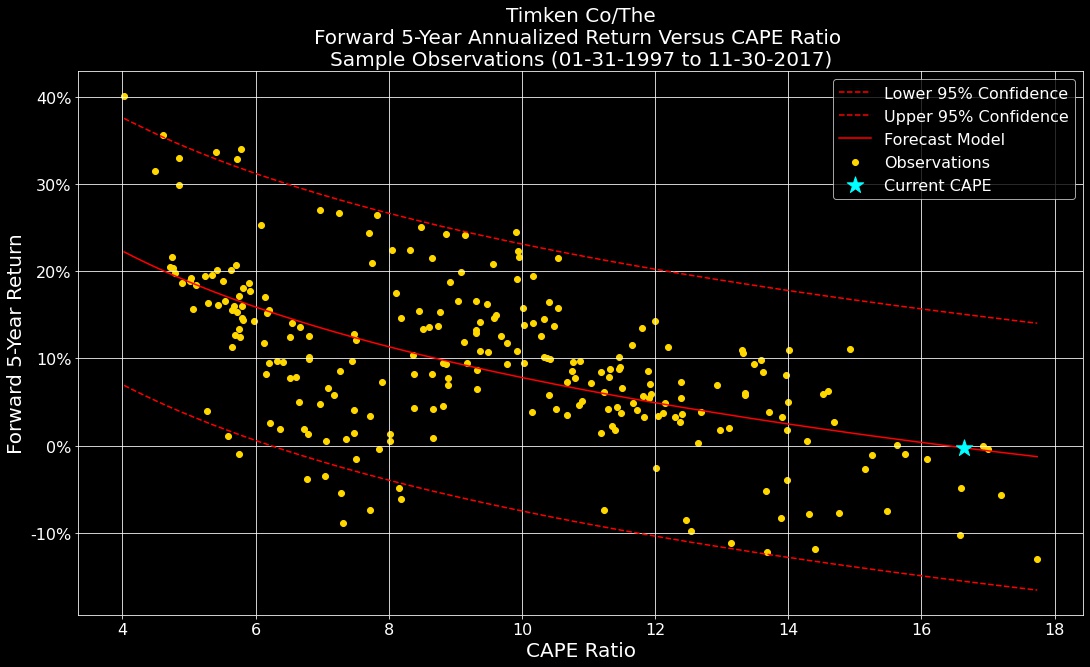 Timken Co/The
Forward 5-Year Annualized Return Versus CAPE Ratio
Sample Observations (01-31-1997 to 11-30-2017)
Lower 95% Confidence
Upper 95% Confidence
Forecast Model
Observations
Current CAPE
Forward 5-Year Return
40%
30%
20%
10%
0%
-10%
4 6 8 10 12 14 16 18
CAPE Ratio